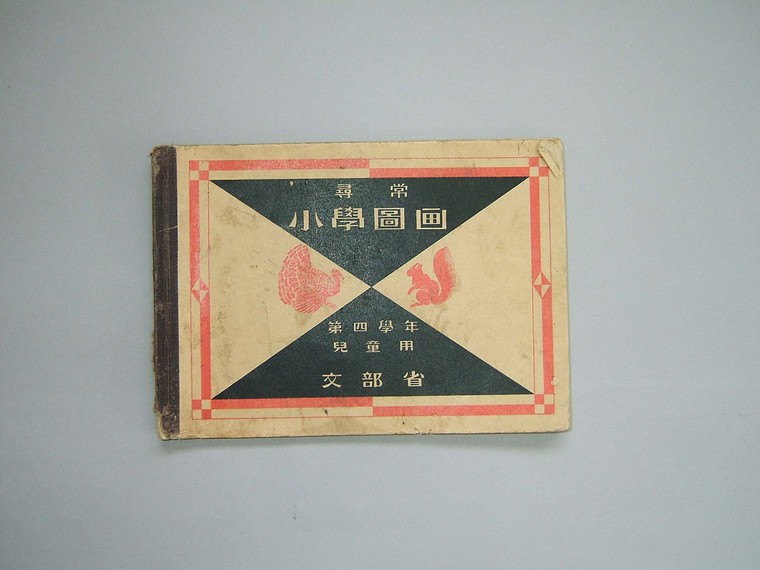 尋常
小學圖画
第四學年
兒童用
文部省